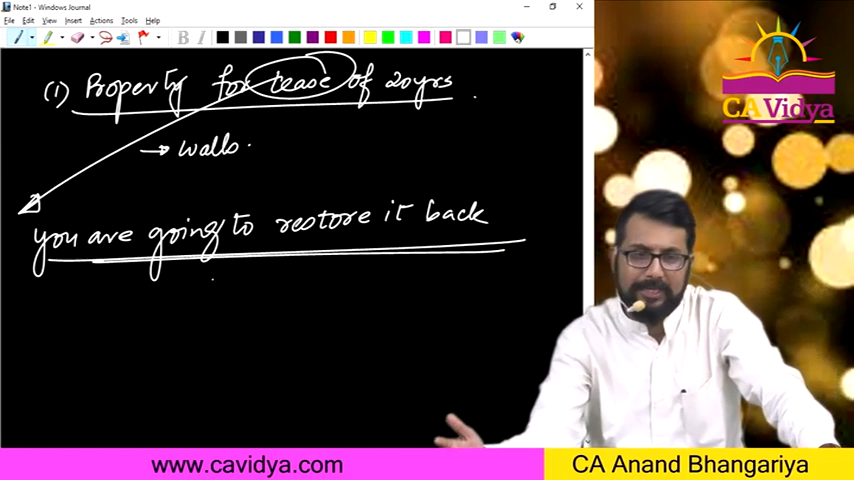 Note1 - Windows Journal
File Edit View Insert Actions Tools Help
B I
(1) Property for lease of 20yrs.
→ walls.
you are going to restore it back
CA Vidya
www.cavidya.com
CA Anand Bhangariya